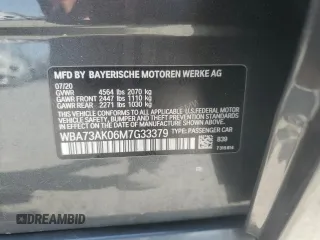 MFD BY BAYERISCHE MOTOREN WERKE AG
07/20
GVWR 4564 lbs 2070 kg
GAWR FRONT 2447 lbs 1110 kg
GAWR REAR 2271 lbs 1030 kg
THIS VEHICLE CONFORMS TO ALL APPLICABLE FEDERAL MOTOR
VEHICLE SAFETY, BUMPER, AND THEFT PREVENTION
STANDARDS IN EFFECT ON THE DATE OF MANUFACTURE SHOWN ABOVE.
WBA73AK06M7G33379 TYPE: PASSENGER CAR
B39